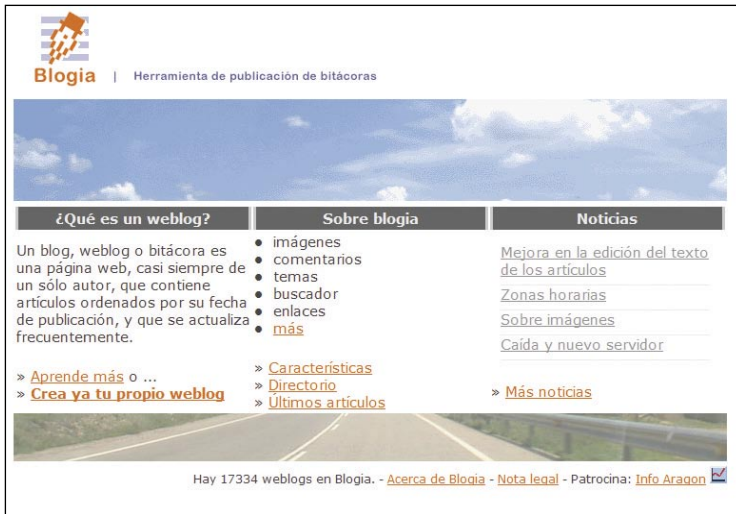 Blogia | Herramienta de publicación de bitácoras
¿Qué es un weblog?
Un blog, weblog o bitácora es
una página web, casi siempre de
un sólo autor, que contiene
artículos ordenados por su fecha
de publicación, y que se actualiza
frecuentemente.
» Aprende más o ...
» Crea ya tu propio weblog
Sobre blogia
● imágenes
● comentarios
● temas
● buscador
● enlaces
● más
» Características
» Directorio
» Últimos artículos
Noticias
Mejora en la edición del texto
de los artículos
Zonas horarias
Sobre imágenes
Caída y nuevo servidor
» Más noticias
Hay 17334 weblogs en Blogia. - Acerca de Blogia - Nota legal - Patrocina: Info Aragon